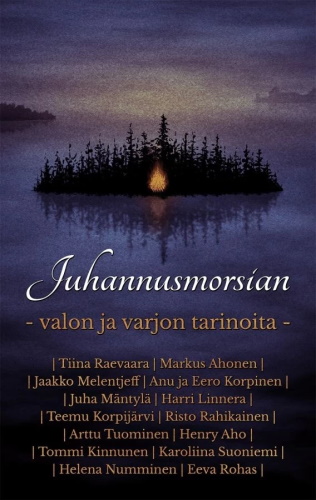 Juhannusmorsian
- valon ja varjon tarinoita -
| Tiina Raevaara | Markus Ahonen |
| Jaakko Melentjeff | Anu ja Eero Korpinen |
| Juha Mäntylä | Harri Linnera |
| Teemu Korpijärvi | Risto Rahikainen |
| Arttu Tuominen | Henry Aho |
| Tommi Kinnunen | Karoliina Suoniemi |
| Helena Numminen | Eeva Rohas |